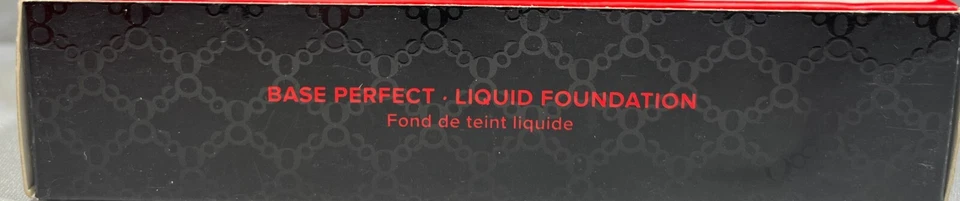 BASE PERFECT · LIQUID FOUNDATION
Fond de teint liquide